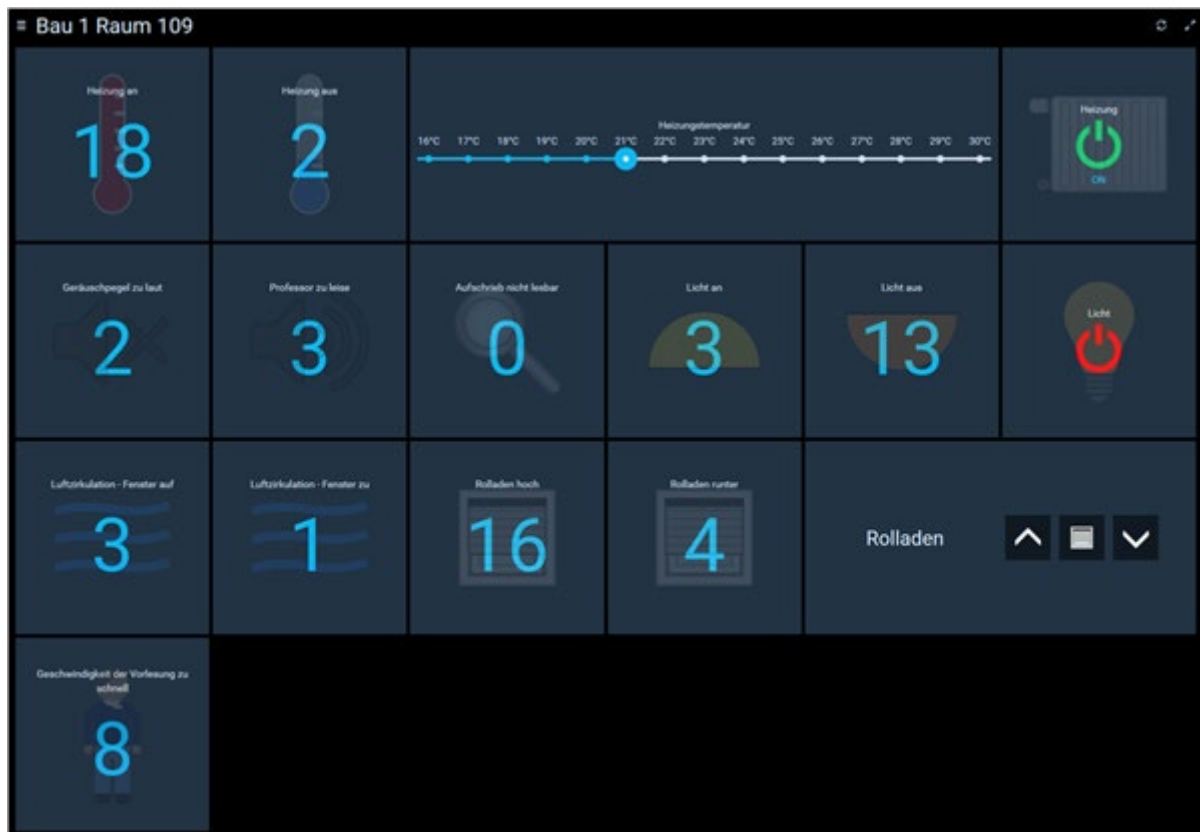 Bau 1 Raum 109
Heizung an
18
Heizung aus
2
Heizungstemperatur
16°C 17°C 18°C 19°C 20°C 21°C 22°C 23°C 24°C 25°C 26°C 27°C 28°C 29°C 30°C
Heizung
ON
Geräuschpegel zu laut
2
Professor zu leise
3
Aufschrieb nicht lesbar
0
Licht an
3
Licht aus
13
Licht
Luftzirkulation - Fenster auf
3
Luftzirkulation - Fenster zu
1
Rolladen hoch
16
Rolladen runter
4
Rolladen
Geschwindigkeit der Vorlesung zu
schnell
8